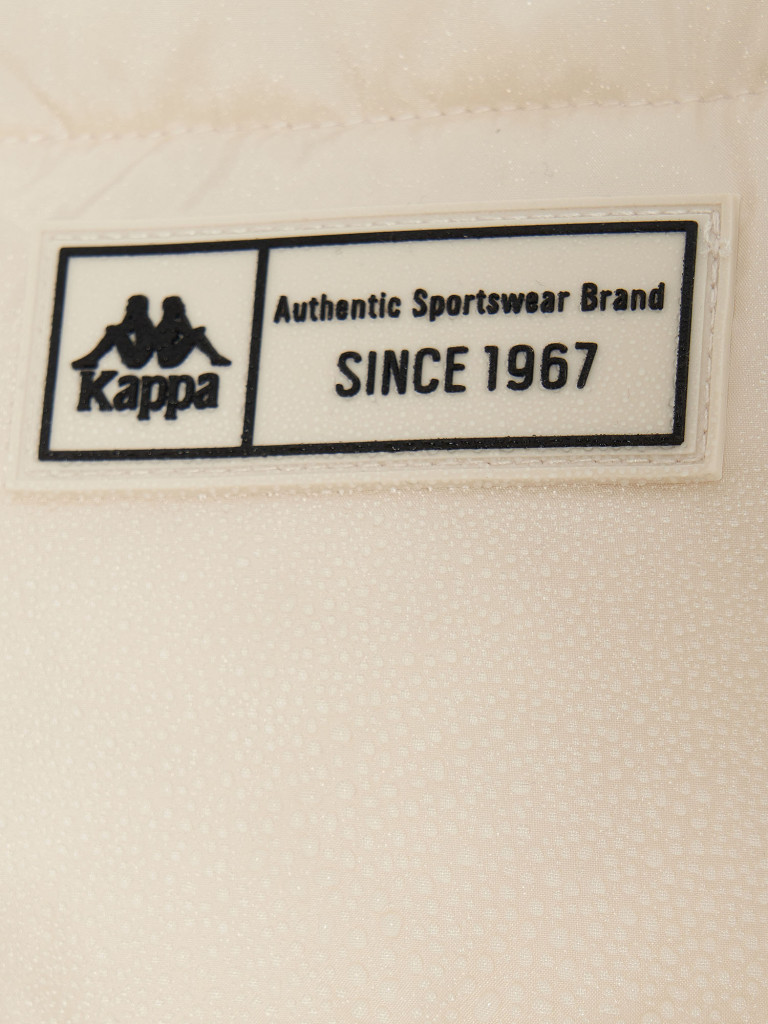 Kappa
Authentic Sportswear Brand
SINCE 1967